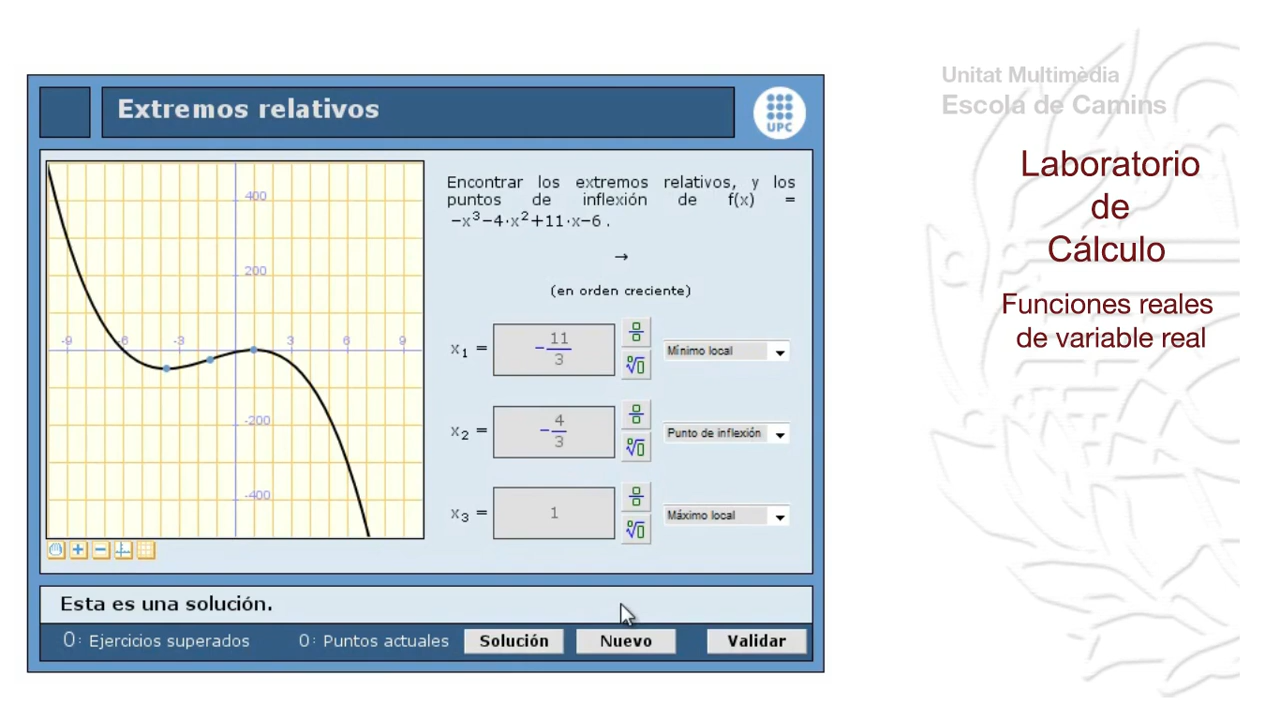 Unitat Multimèdia
Escola de Camins
Laboratorio
de
Cálculo
Funciones reales
de variable real
Extremos relativos
UPC
400
200
-9 -6 -3 3 6 9
-200
-400
Encontrar los extremos relativos, y los
puntos de inflexión de f(x) =
−x³−4·x²+11·x−6 .
→
(en orden creciente)
x₁ = −11/3 Mínimo local
x₂ = −4/3 Punto de inflexión
x₃ = 1 Máximo local
Esta es una solución.
0: Ejercicios superados 0: Puntos actuales Solución Nuevo Validar